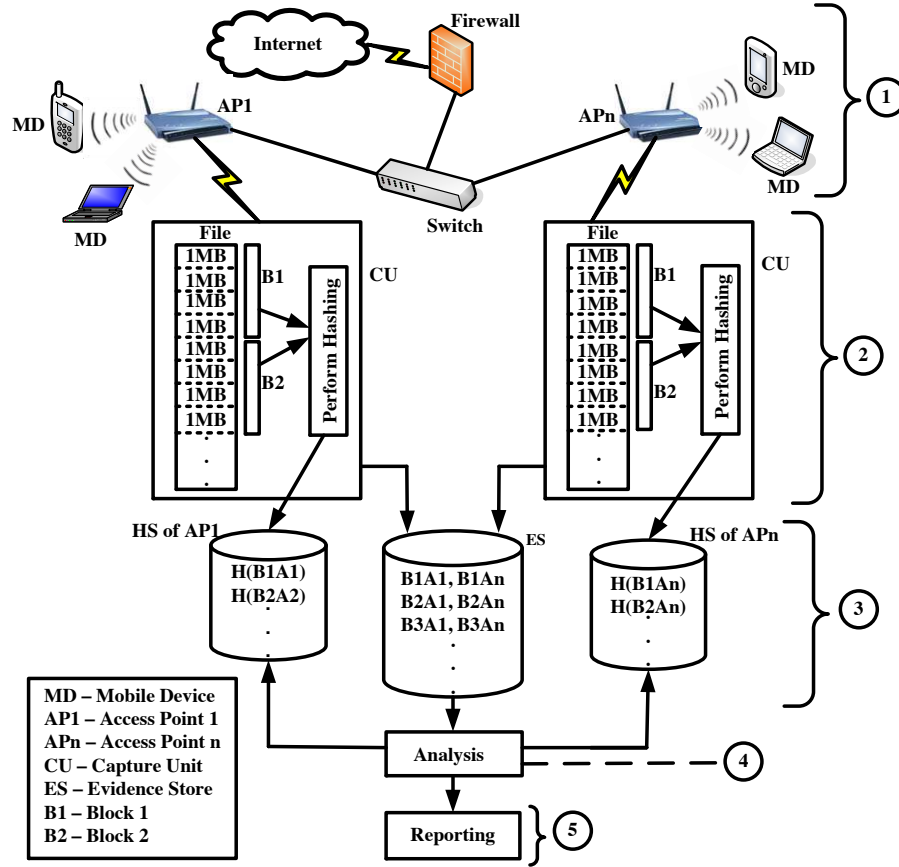 Internet
Firewall
MD
AP1
APn
MD
1
MD
MD
Switch
File
1MB
1MB
1MB
1MB
1MB
1MB
1MB
1MB
.
.
.
B1
B2
Perform Hashing
CU
File
1MB
1MB
1MB
1MB
1MB
1MB
1MB
1MB
.
.
.
B1
B2
Perform Hashing
CU
2
HS of AP1
H(B1A1)
H(B2A2)
.
.
.
ES
B1A1, B1An
B2A1, B2An
B3A1, B3An
. .
. .
. .
HS of APn
H(B1An)
H(B2An)
. .
. .
. .
3
MD – Mobile Device
AP1 – Access Point 1
APn – Access Point n
CU – Capture Unit
ES – Evidence Store
B1 – Block 1
B2 – Block 2
Analysis
4
Reporting
5